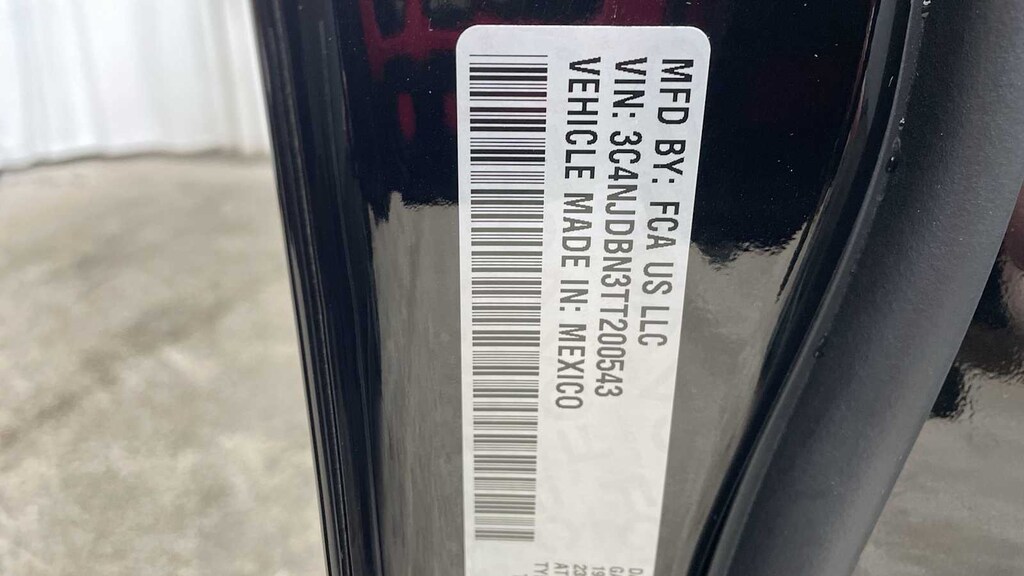 MFD BY: FCA US LLC
VIN: 3C4NJDBN3TT200543
VEHICLE MADE IN: MEXICO